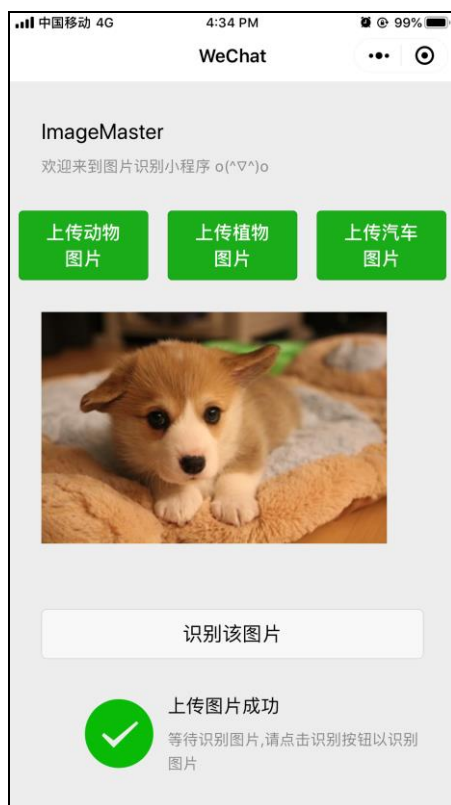 中国移动 4G 4:34 PM 99%
WeChat
ImageMaster
欢迎来到图片识别小程序 o(^▽^)o
上传动物 上传植物 上传汽车
图片 图片 图片
识别该图片
上传图片成功
等待识别图片,请点击识别按钮以识别
图片